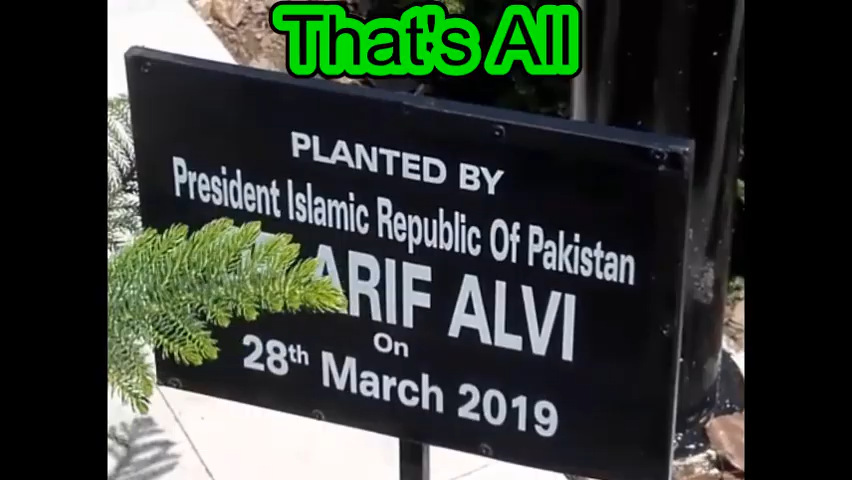 That's All
PLANTED BY
President Islamic Republic Of Pakistan
ARIF ALVI
On
28th March 2019